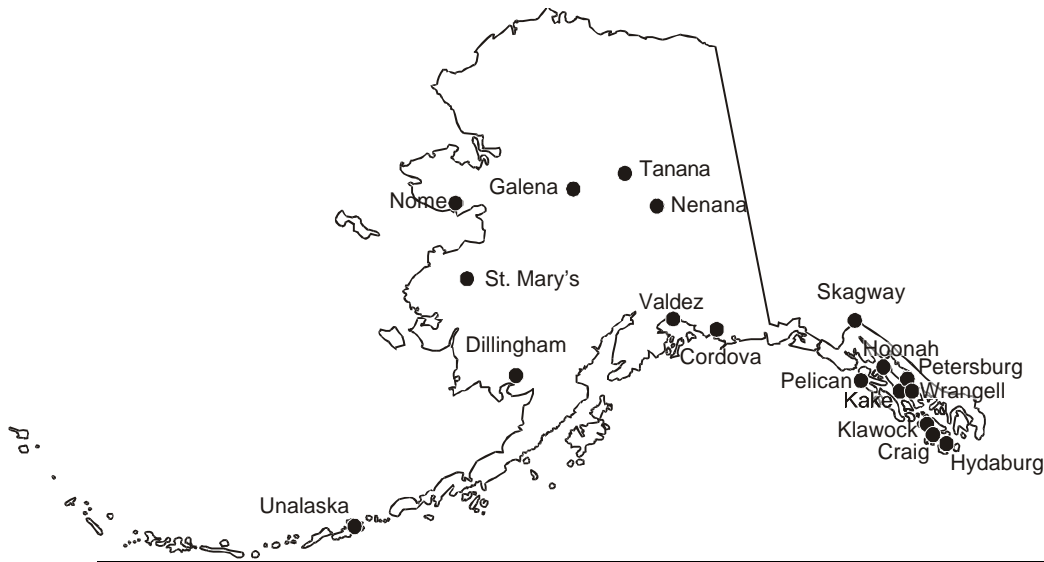 Tanana
Galena
Nome
Nenana
St. Mary's
Skagway
Valdez
Dillingham
Hoonah
Cordova
Petersburg
Pelican
Wrangell
Kake
Klawock
Craig
Hydaburg
Unalaska